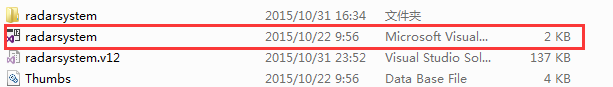 radarsystem 2015/10/31 16:34 文件夹
radarsystem 2015/10/22 9:56 Microsoft Visual... 2 KB
radarsystem.v12 2015/10/31 23:52 Visual Studio Sol... 137 KB
Thumbs 2015/10/22 9:56 Data Base File 4 KB